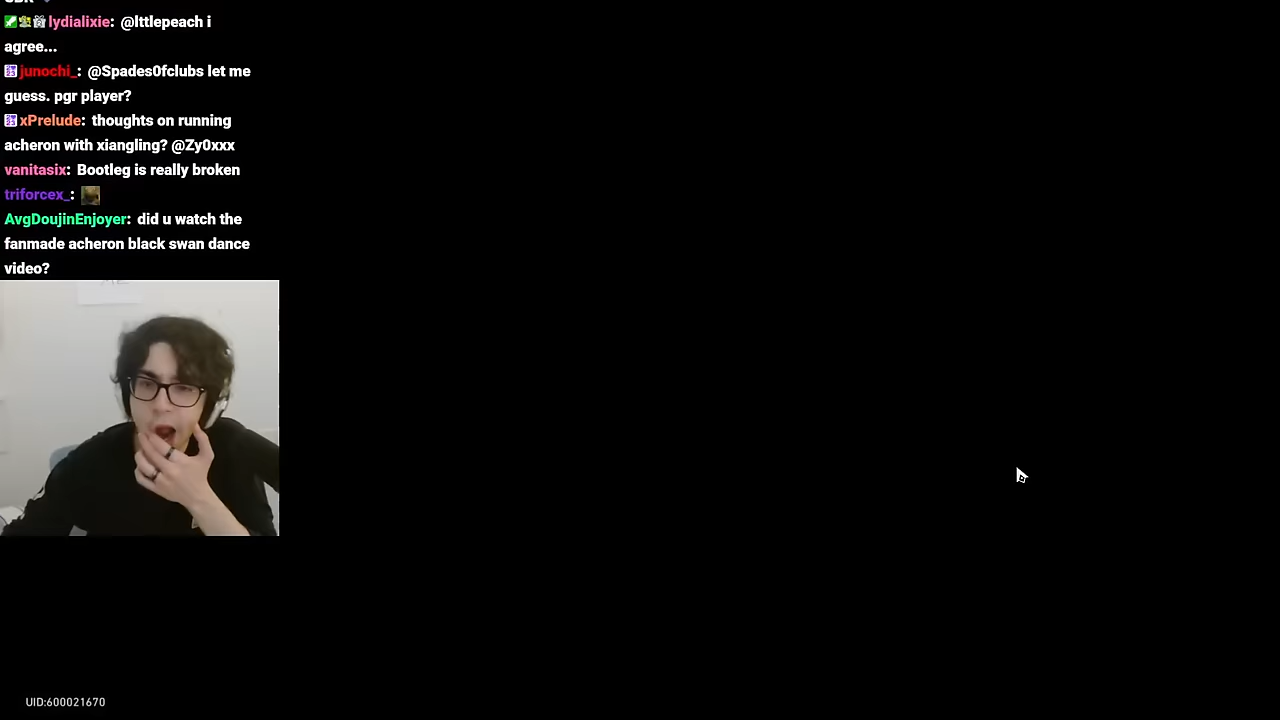 lydialixie: @lttlepeach i
agree...
junochi_: @Spades0fclubs let me
guess. pgr player?
xPrelude: thoughts on running
acheron with xiangling? @Zy0xxx
vanitasix: Bootleg is really broken
triforcex_:
AvgDoujinEnjoyer: did u watch the
fanmade acheron black swan dance
video?
UID:600021670